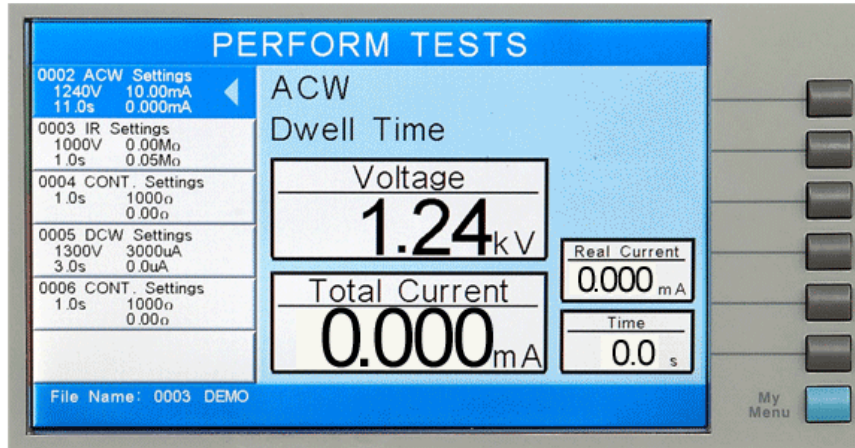 PERFORM TESTS
0002 ACW Settings
1240V 10.00mA
11.0s 0.000mA
0003 IR Settings
1000V 0.00MΩ
1.0s 0.05MΩ
0004 CONT. Settings
1.0s 1000Ω
0.00Ω
0005 DCW Settings
1300V 3000uA
3.0s 0.0uA
0006 CONT. Settings
1.0s 1000Ω
0.00Ω
File Name: 0003 DEMO
ACW
Dwell Time
Voltage
1.24kV
Total Current
0.000mA
Real Current
0.000 mA
Time
0.0 s
My
Menu